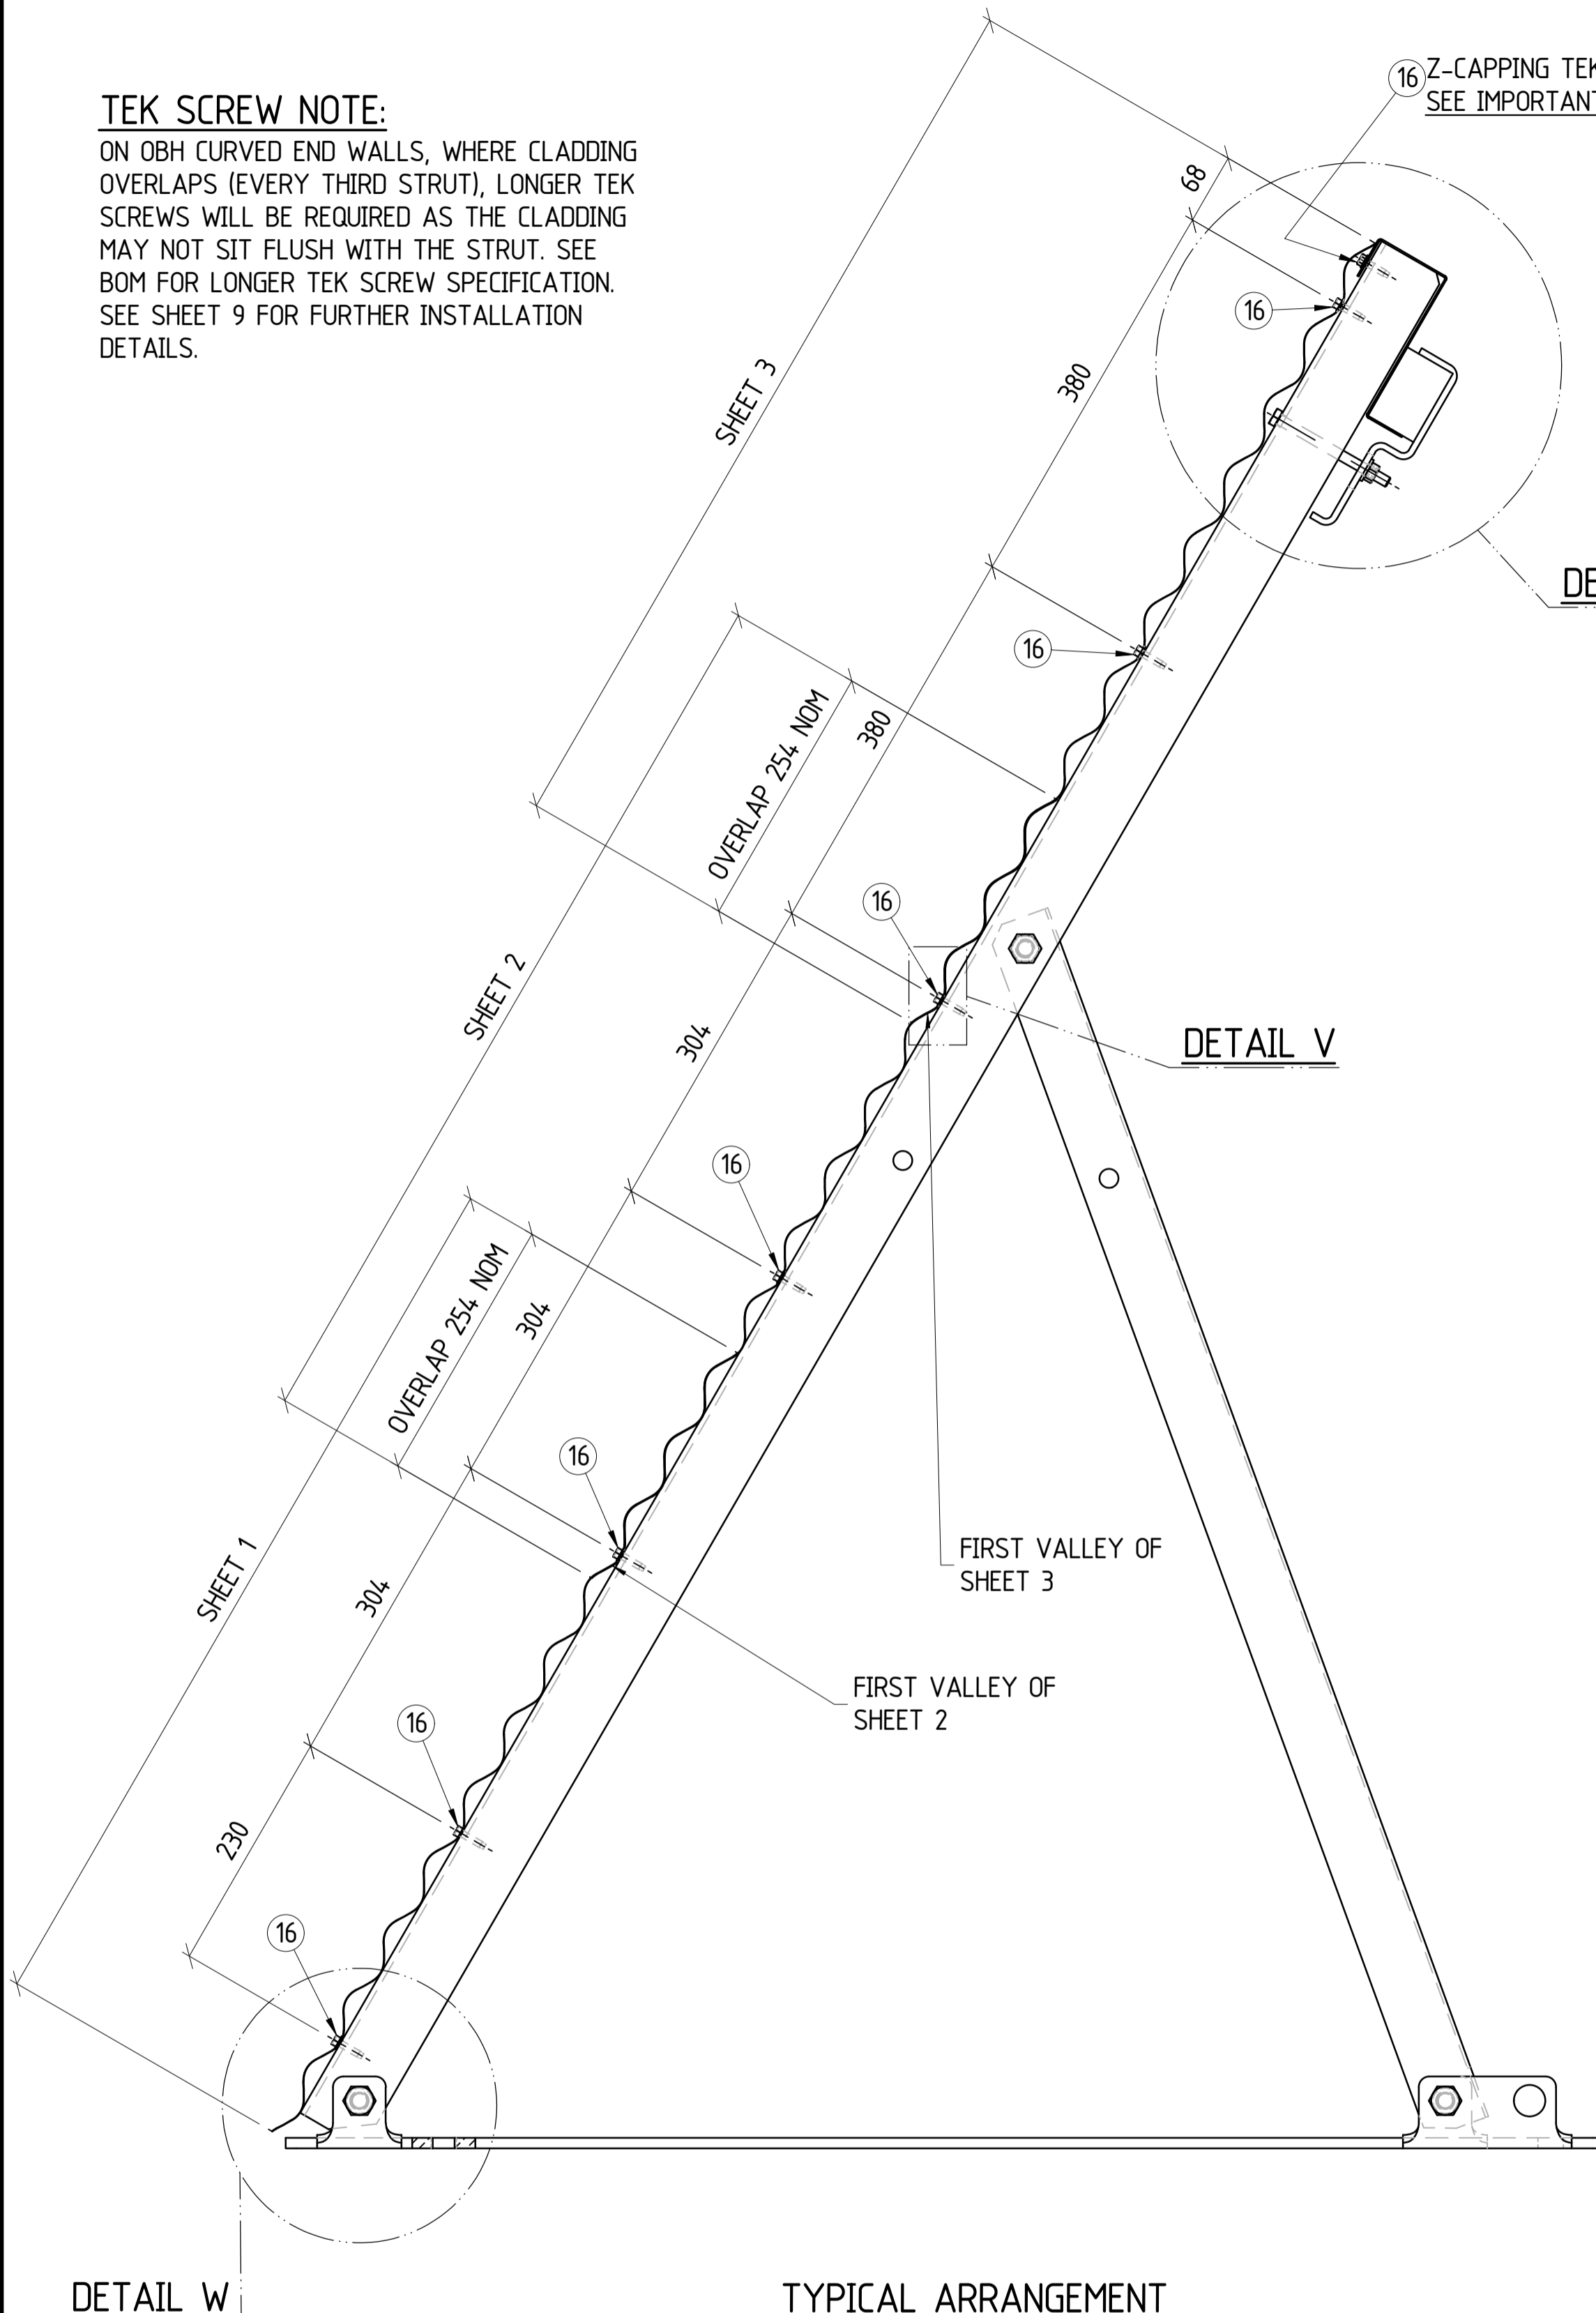 TEK SCREW NOTE:
ON OBH CURVED END WALLS, WHERE CLADDING
OVERLAPS (EVERY THIRD STRUT), LONGER TEK
SCREWS WILL BE REQUIRED AS THE CLADDING
MAY NOT SIT FLUSH WITH THE STRUT. SEE
BOM FOR LONGER TEK SCREW SPECIFICATION.
SEE SHEET 9 FOR FURTHER INSTALLATION
DETAILS.
16
Z-CAPPING TEK
SEE IMPORTANT
68
16
SHEET 3
380
DE
16
OVERLAP 254 NOM
380
16
SHEET 2
304
DETAIL V
16
OVERLAP 254 NOM
304
16
SHEET 1
304
FIRST VALLEY OF
SHEET 3
FIRST VALLEY OF
SHEET 2
16
230
16
DETAIL W
TYPICAL ARRANGEMENT